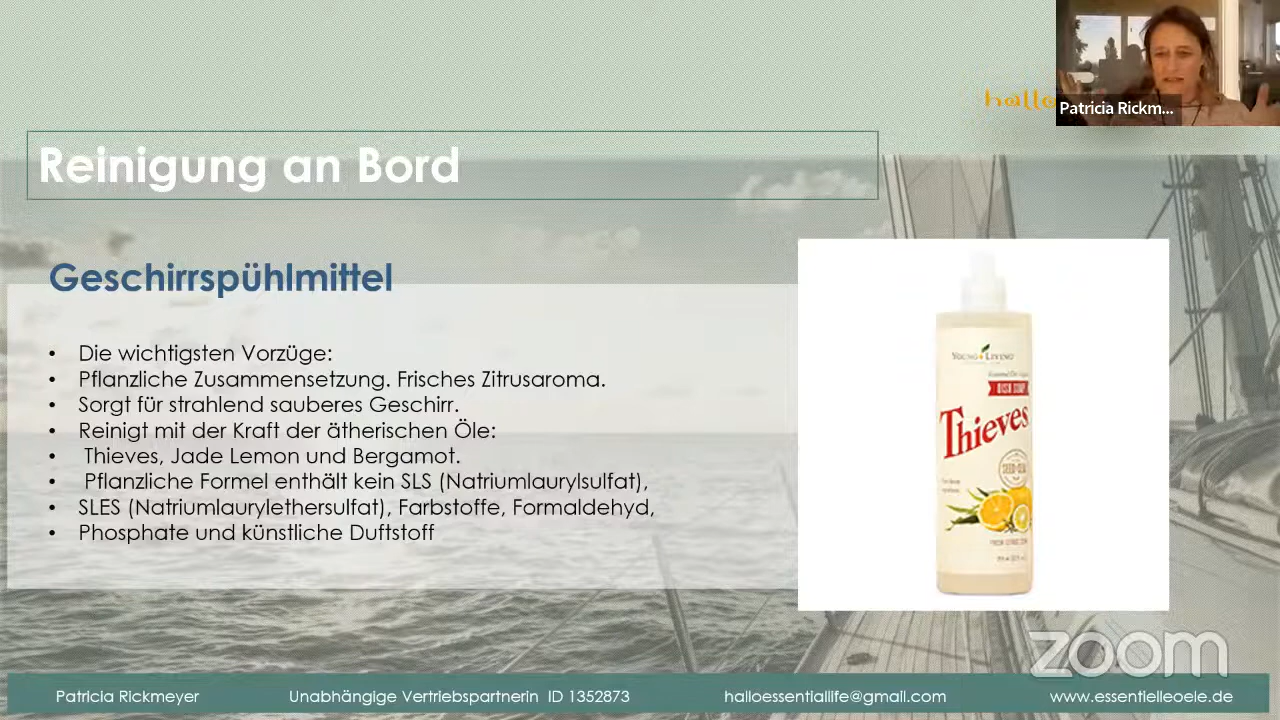 hallo
Patricia Rickm...
Reinigung an Bord
Geschirrspühlmittel
• Die wichtigsten Vorzüge:
• Pflanzliche Zusammensetzung. Frisches Zitrusaroma.
• Sorgt für strahlend sauberes Geschirr.
• Reinigt mit der Kraft der ätherischen Öle:
• Thieves, Jade Lemon und Bergamot.
• Pflanzliche Formel enthält kein SLS (Natriumlaurylsulfat),
• SLES (Natriumlaurylethersulfat), Farbstoffe, Formaldehyd,
• Phosphate und künstliche Duftstoff
YOUNG LIVING
DISH SOAP
Thieves
zoom
Patricia Rickmeyer Unabhängige Vertriebspartnerin ID 1352873 halloessentiallife@gmail.com www.essentielleoele.de